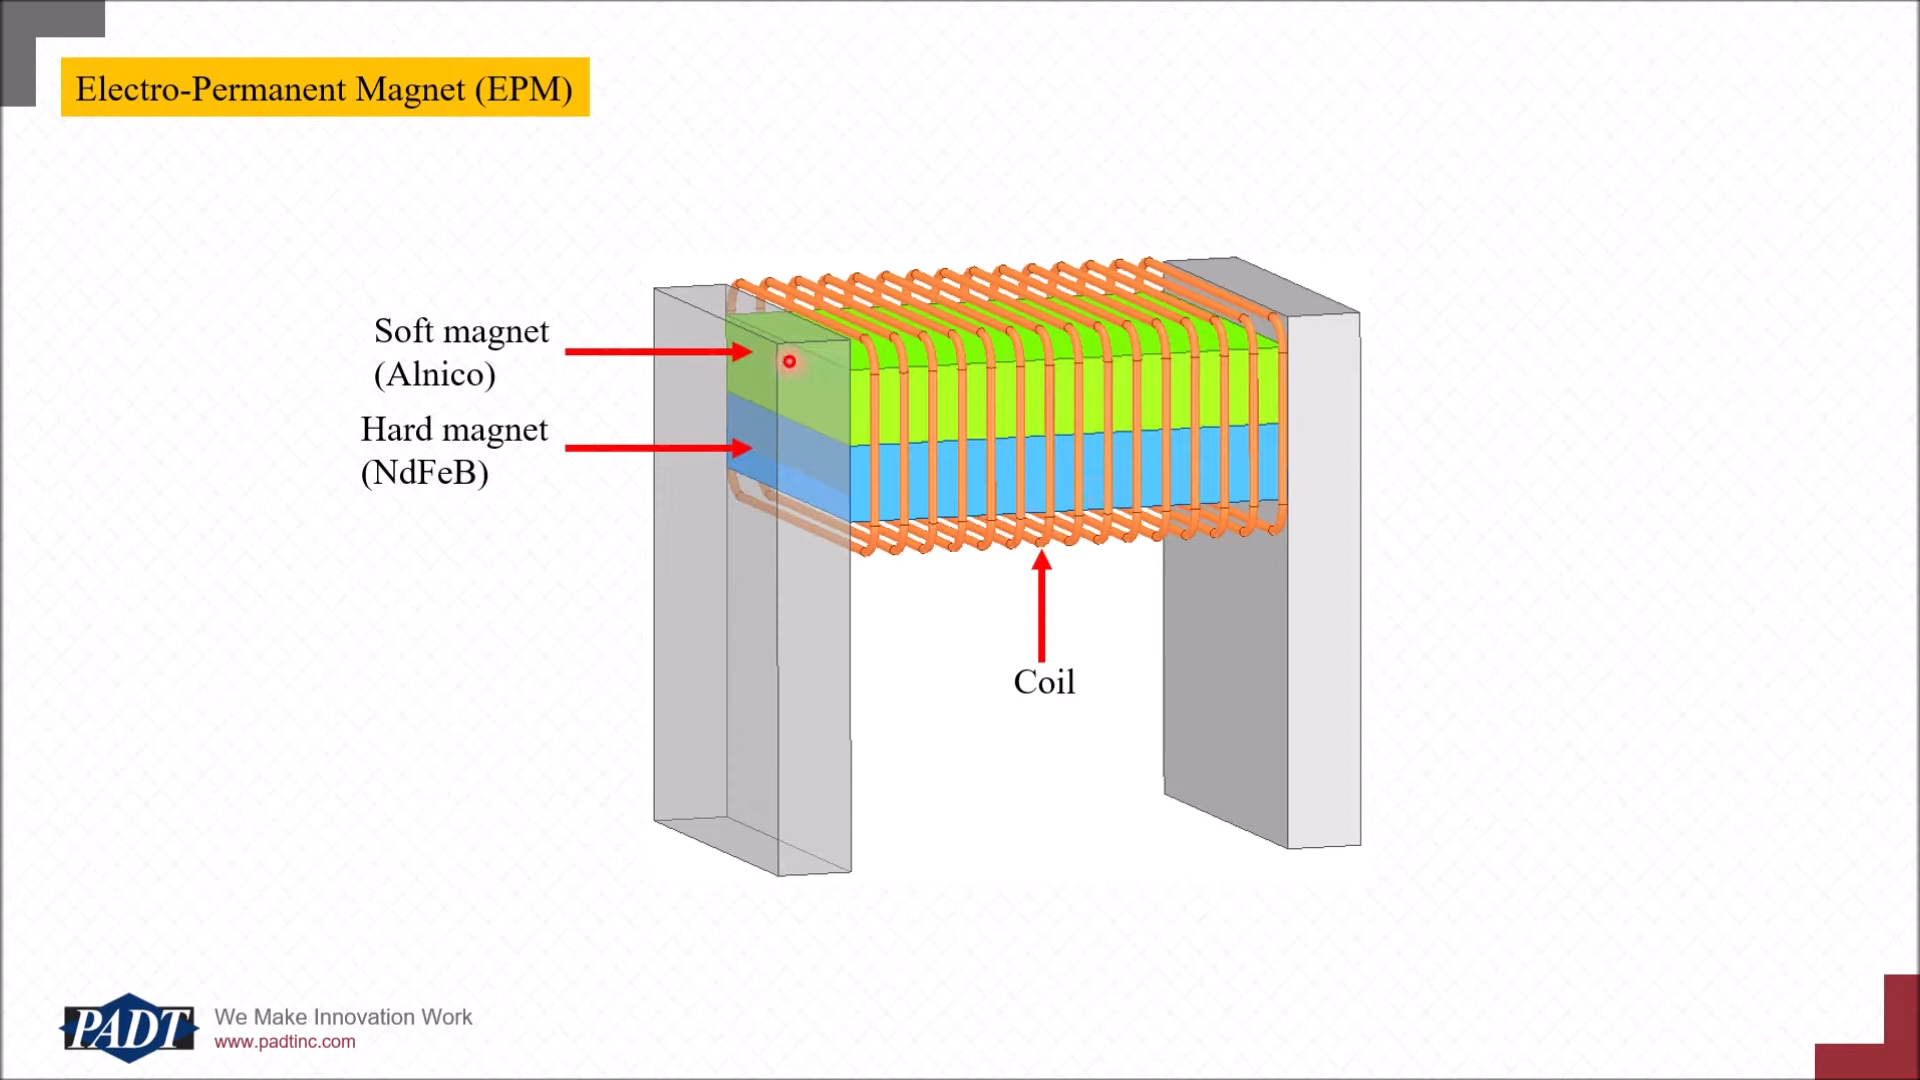 Electro-Permanent Magnet (EPM)
Soft magnet
(Alnico)
Hard magnet
(NdFeB)
Coil
PADT
We Make Innovation Work
www.padtinc.com